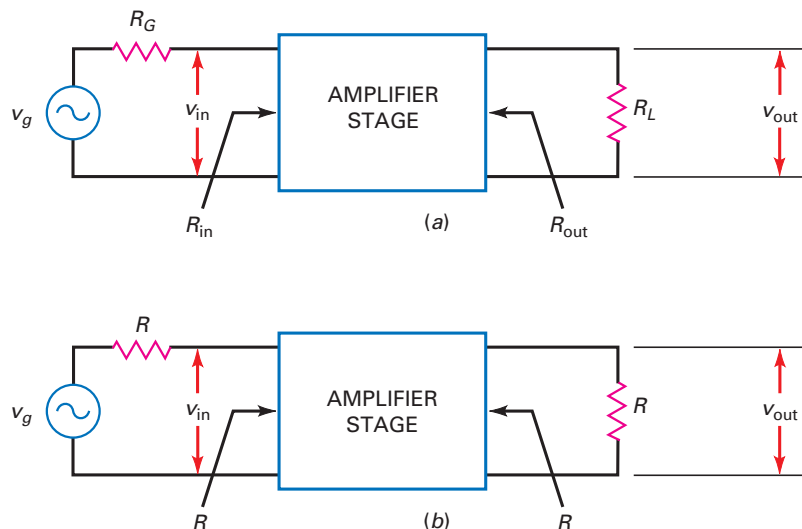 R_G
v_g
v_in
AMPLIFIER
STAGE
R_L
v_out
R_in
(a)
R_out
R
v_g
v_in
AMPLIFIER
STAGE
R
v_out
R
(b)
R